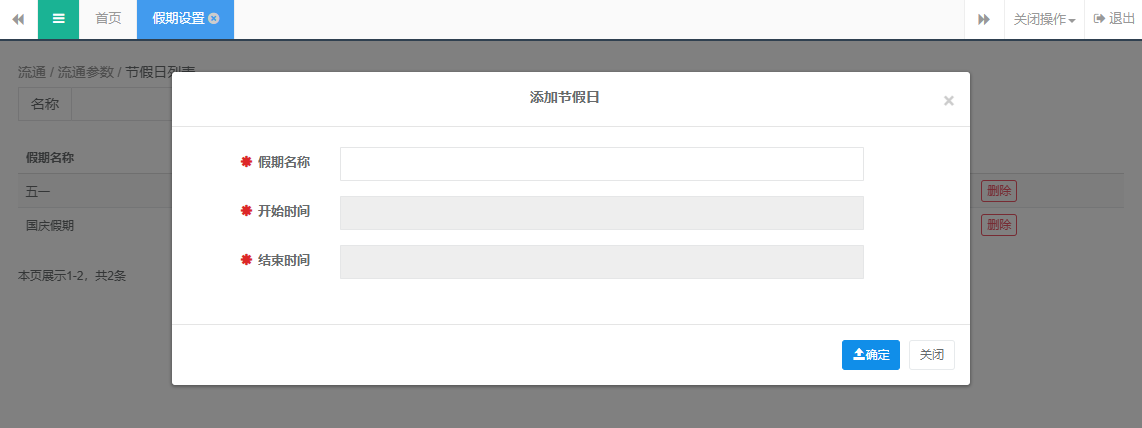 首页
假期设置
关闭操作
退出
流通 / 流通参数 / 节假日列表
名称
添加节假日
假期名称
开始时间
结束时间
确定
关闭
假期名称
五一
删除
国庆假期
删除
本页展示1-2，共2条